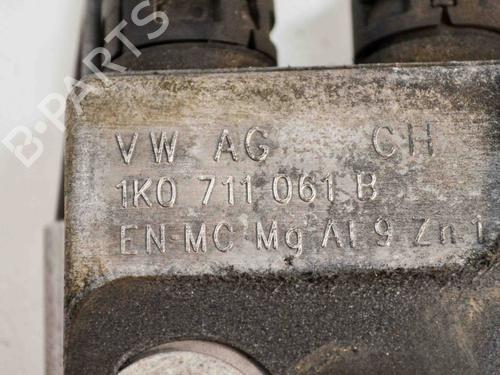 B-PARTS
VW AG CH
1K0 711 061 B
EN-MC Mg Al 9 Zn 1